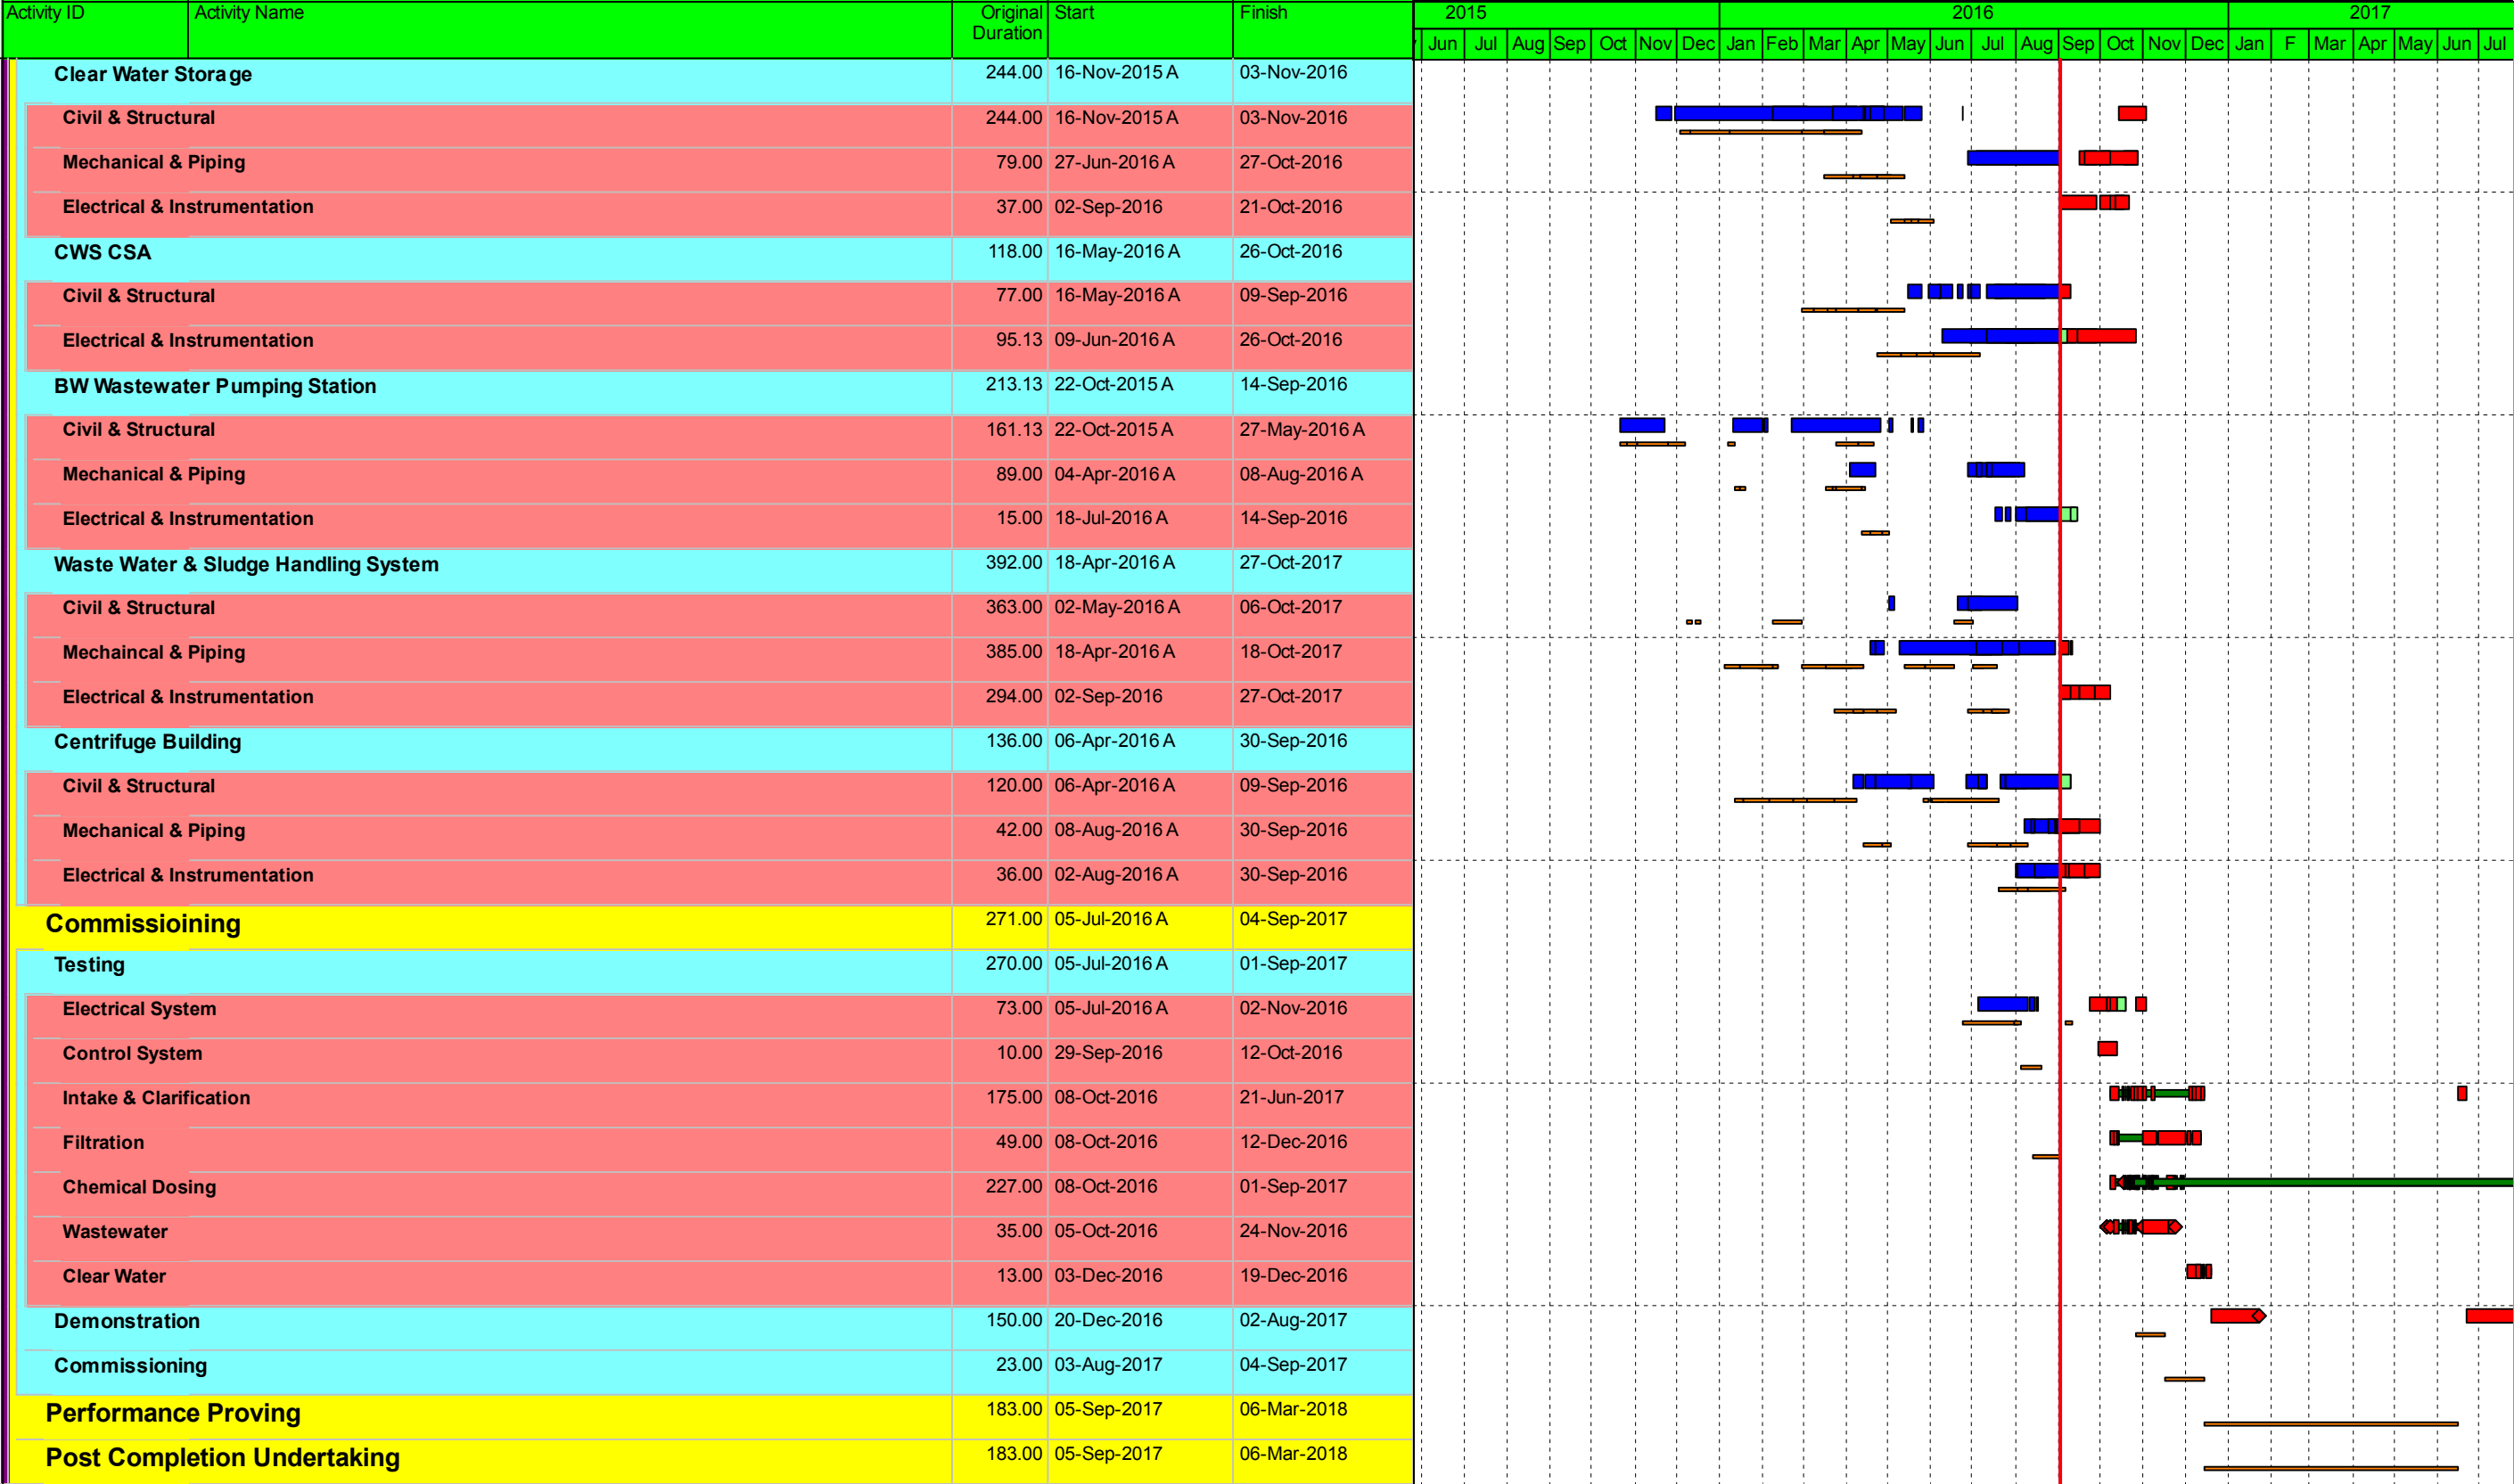 Activity ID Activity Name Original Duration Start Finish 2015 2016 2017
Jun Jul Aug Sep Oct Nov Dec Jan Feb Mar Apr May Jun Jul Aug Sep Oct Nov Dec Jan F Mar Apr May Jun Jul
Clear Water Storage 244.00 16-Nov-2015 A 03-Nov-2016
Civil & Structural 244.00 16-Nov-2015 A 03-Nov-2016
Mechanical & Piping 79.00 27-Jun-2016 A 27-Oct-2016
Electrical & Instrumentation 37.00 02-Sep-2016 21-Oct-2016
CWS CSA 118.00 16-May-2016 A 26-Oct-2016
Civil & Structural 77.00 16-May-2016 A 09-Sep-2016
Electrical & Instrumentation 95.13 09-Jun-2016 A 26-Oct-2016
BW Wastewater Pumping Station 213.13 22-Oct-2015 A 14-Sep-2016
Civil & Structural 161.13 22-Oct-2015 A 27-May-2016 A
Mechanical & Piping 89.00 04-Apr-2016 A 08-Aug-2016 A
Electrical & Instrumentation 15.00 18-Jul-2016 A 14-Sep-2016
Waste Water & Sludge Handling System 392.00 18-Apr-2016 A 27-Oct-2017
Civil & Structural 363.00 02-May-2016 A 06-Oct-2017
Mechaincal & Piping 385.00 18-Apr-2016 A 18-Oct-2017
Electrical & Instrumentation 294.00 02-Sep-2016 27-Oct-2017
Centrifuge Building 136.00 06-Apr-2016 A 30-Sep-2016
Civil & Structural 120.00 06-Apr-2016 A 09-Sep-2016
Mechanical & Piping 42.00 08-Aug-2016 A 30-Sep-2016
Electrical & Instrumentation 36.00 02-Aug-2016 A 30-Sep-2016
Commissioining 271.00 05-Jul-2016 A 04-Sep-2017
Testing 270.00 05-Jul-2016 A 01-Sep-2017
Electrical System 73.00 05-Jul-2016 A 02-Nov-2016
Control System 10.00 29-Sep-2016 12-Oct-2016
Intake & Clarification 175.00 08-Oct-2016 21-Jun-2017
Filtration 49.00 08-Oct-2016 12-Dec-2016
Chemical Dosing 227.00 08-Oct-2016 01-Sep-2017
Wastewater 35.00 05-Oct-2016 24-Nov-2016
Clear Water 13.00 03-Dec-2016 19-Dec-2016
Demonstration 150.00 20-Dec-2016 02-Aug-2017
Commissioning 23.00 03-Aug-2017 04-Sep-2017
Performance Proving 183.00 05-Sep-2017 06-Mar-2018
Post Completion Undertaking 183.00 05-Sep-2017 06-Mar-2018